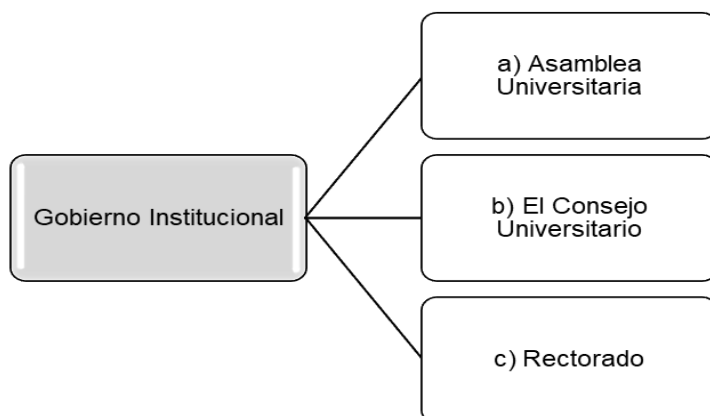 a) Asamblea
Universitaria
Gobierno Institucional
b) El Consejo
Universitario
c) Rectorado